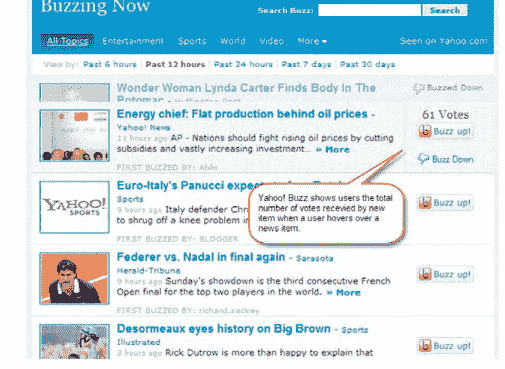 Buzzing Now
Search Buzz: Search
All Topics Entertainment Sports World Video More ▾ Seen on Yahoo.com
View by: Past 6 hours | Past 12 hours | Past 24 hours | Past 7 days | Past 30 days
Wonder Woman Lynda Carter Finds Body In The
Potomac - Huffington Post
Buzzed Down
Energy chief: Flat production behind oil prices -
Yahoo! News
11 hours ago AP - Nations should fight rising oil prices by cutting
subsidies and vastly increasing investment... » More
FIRST BUZZED BY: Abhi
61 Votes
Buzz up!
Buzz Down
Euro-Italy's Panucci
Sports
9 hours ago Italy defender
to shrug off a knee problem
FIRST BUZZED BY: BLOGGER
YAHOO!
SPORTS
Buzz up!
Yahoo! Buzz shows users the total
number of votes recevied by new
item when a user hovers over a
news item.
Federer vs. Nadal in final again - Sarasota
Herald-Tribune
9 hours ago Sunday's showdown is the third consecutive French
Open final for the top two players in the world. » More
FIRST BUZZED BY: richard.zackey
Buzz up!
Desormeaux eyes history on Big Brown - Sports
Illustrated
3 hours ago Rick Dutrow is more than happy to explain that
Buzz up!